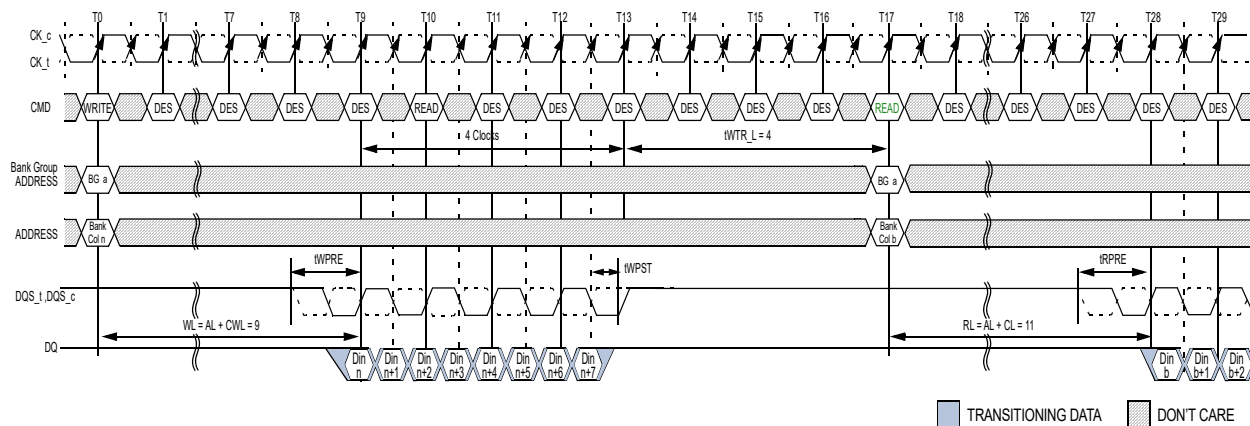 T0 T1 T7 T8 T9 T10 T11 T12 T13 T14 T15 T16 T17 T18 T26 T27 T28 T29
CK_c
CK_t
CMD WRITE DES DES DES DES READ DES DES DES DES DES DES READ DES DES DES DES DES
4 Clocks tWTR_L = 4
Bank Group
ADDRESS BG a BG a
ADDRESS Bank
Col n Bank
Col b
tWPRE tWPST tRPRE
DQS_t ,DQS_c
WL = AL + CWL = 9 RL = AL + CL = 11
DQ Din
n Din
n+1 Din
n+2 Din
n+3 Din
n+4 Din
n+5 Din
n+6 Din
n+7 Din
b Din
b+1 Din
b+2
TRANSITIONING DATA DON'T CARE